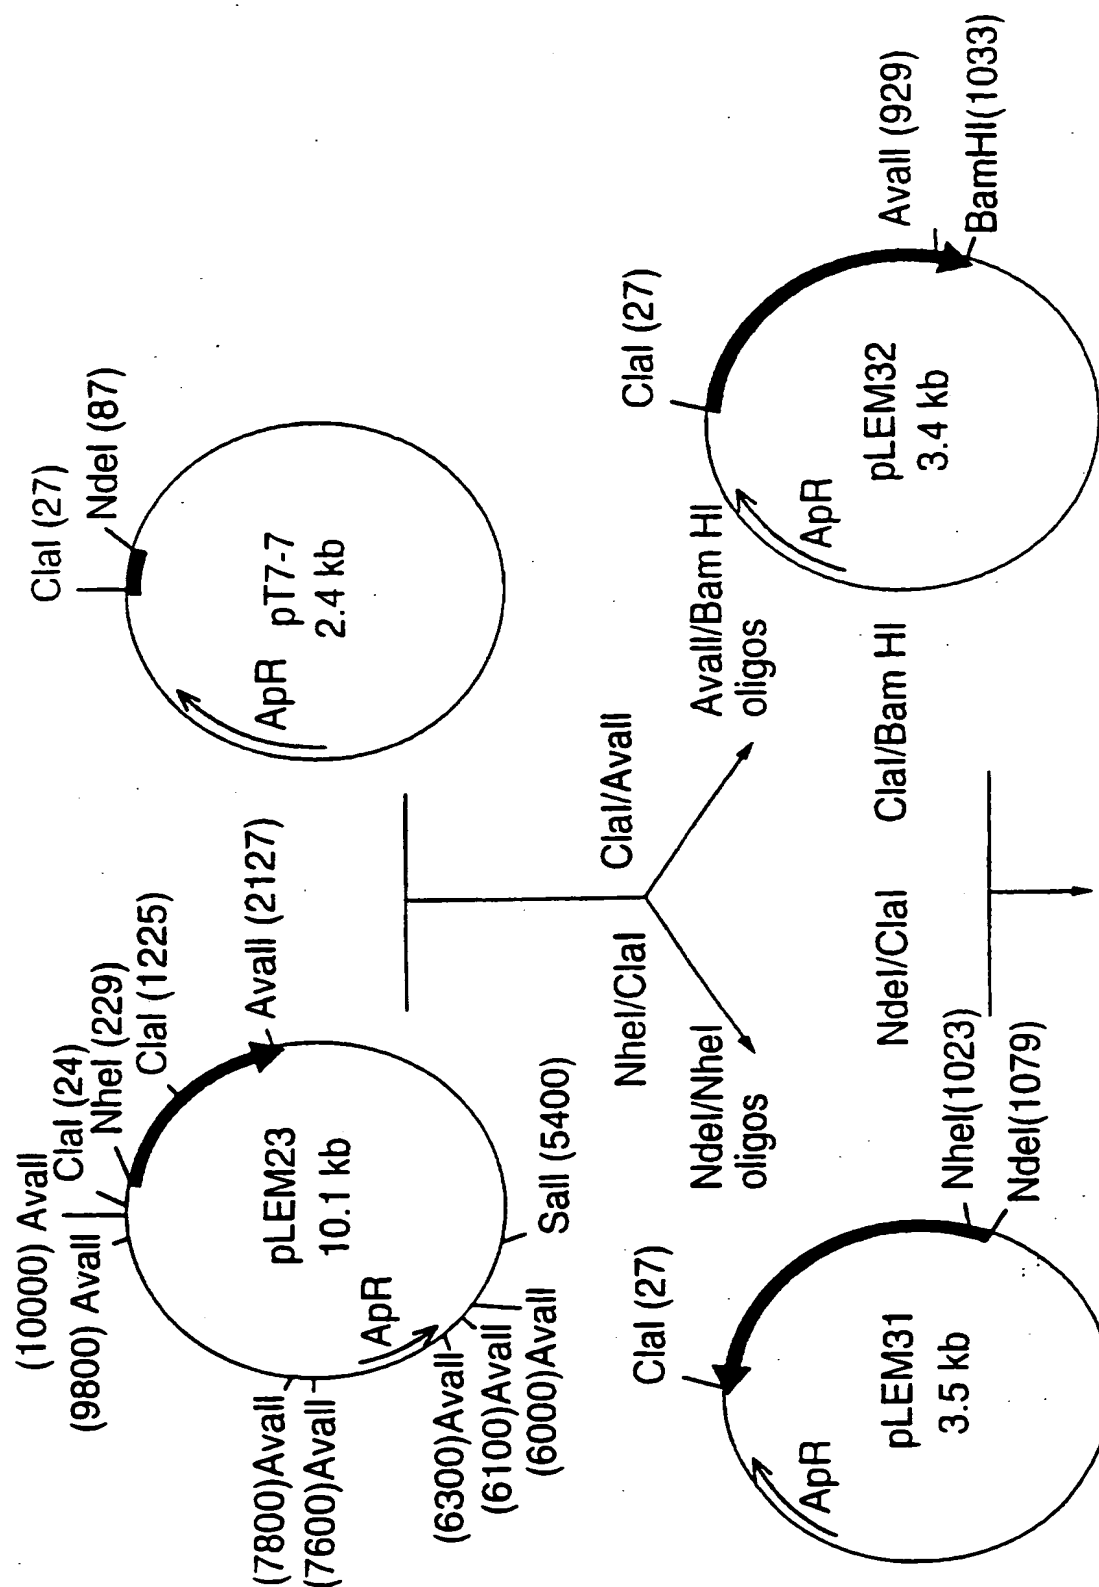 (10000) AvaII
(9800) AvaII
ClaI (24)
NheI (229)
ClaI (1225)
AvaII (2127)
(7800)AvaII
(7600)AvaII
pLEM23
10.1 kb
ApR
(6300)AvaII
(6100)AvaII
(6000)AvaII
SalI (5400)
ClaI (27)
NdeI (87)
pT7-7
2.4 kb
ApR
NheI/ClaI
ClaI/AvaII
NdeI/NheI
oligos
AvaII/Bam HI
oligos
ClaI (27)
pLEM31
3.5 kb
ApR
NheI(1023)
NdeI(1079)
NdeI/ClaI
ClaI/Bam HI
ClaI (27)
pLEM32
3.4 kb
ApR
AvaII (929)
BamHI(1033)